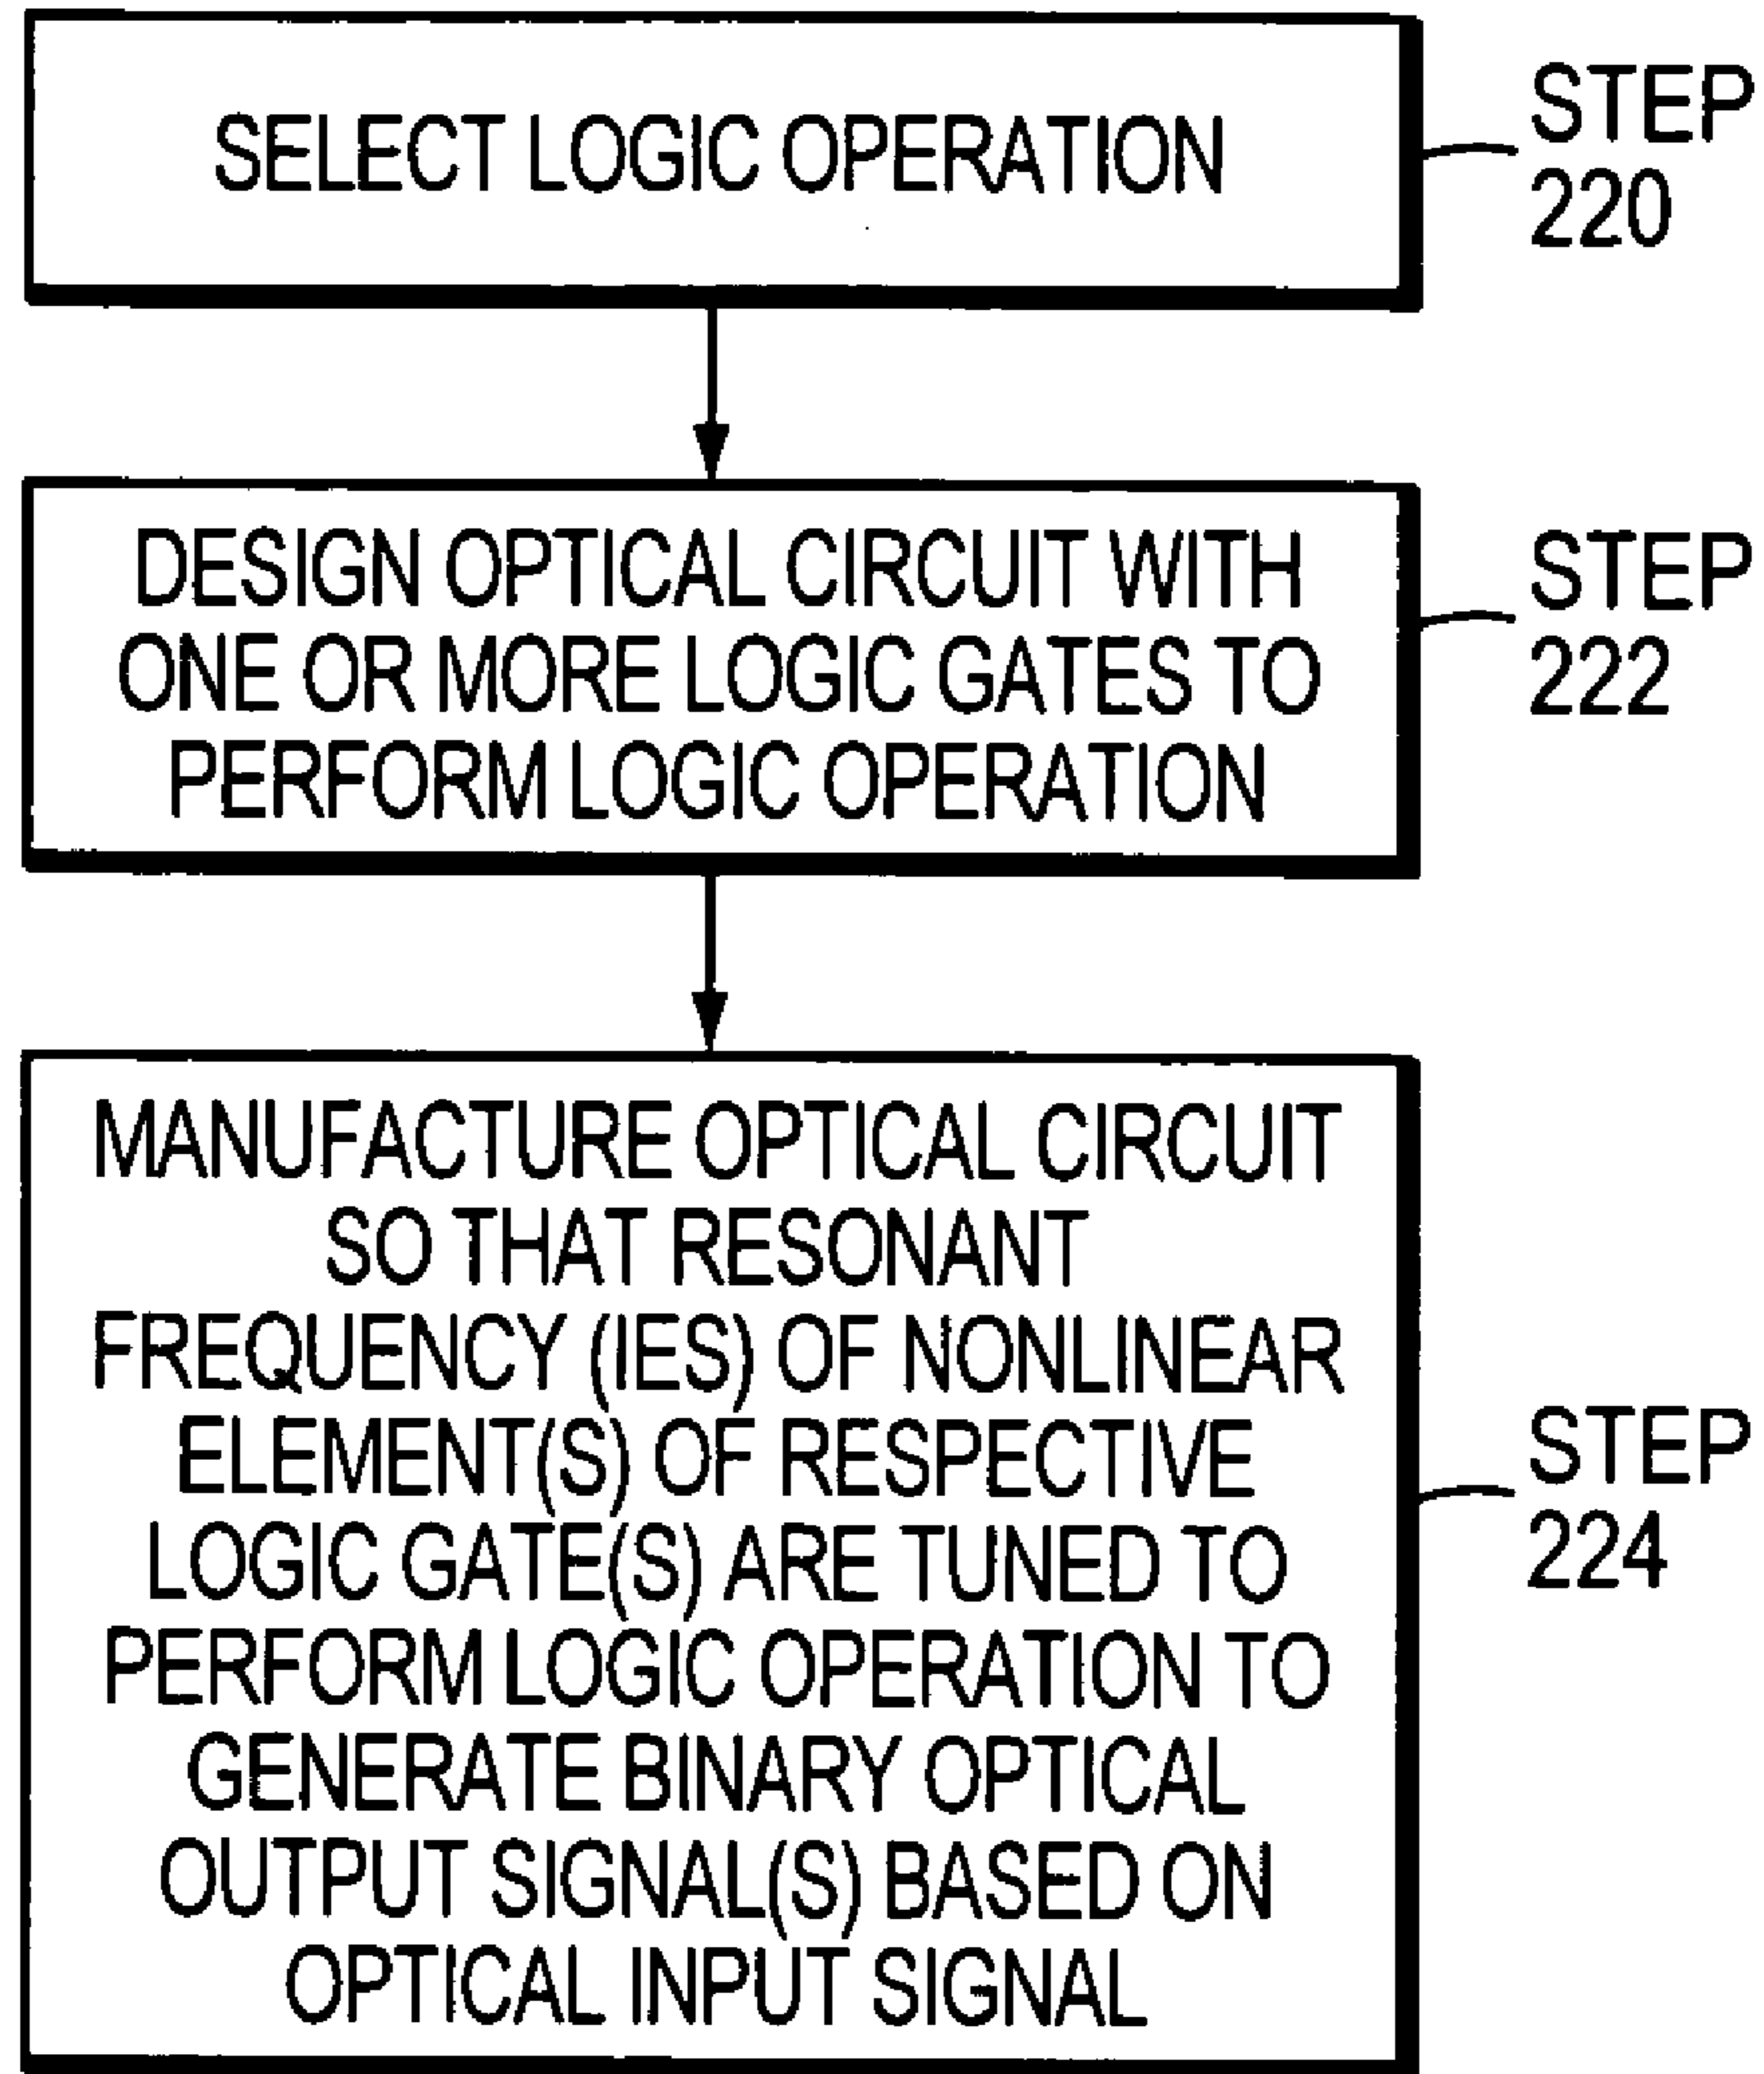 SELECT LOGIC OPERATION
STEP
220
DESIGN OPTICAL CIRCUIT WITH
ONE OR MORE LOGIC GATES TO
PERFORM LOGIC OPERATION
STEP
222
MANUFACTURE OPTICAL CIRCUIT
SO THAT RESONANT
FREQUENCY (IES) OF NONLINEAR
ELEMENT(S) OF RESPECTIVE
LOGIC GATE(S) ARE TUNED TO
PERFORM LOGIC OPERATION TO
GENERATE BINARY OPTICAL
OUTPUT SIGNAL(S) BASED ON
OPTICAL INPUT SIGNAL
STEP
224